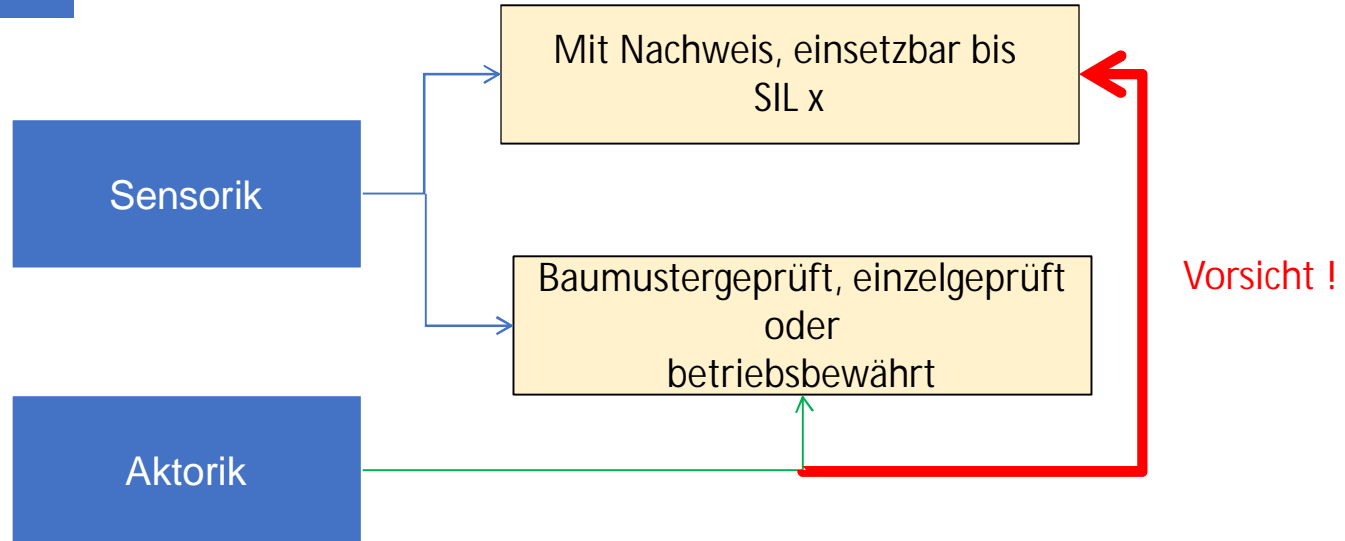 Mit Nachweis, einsetzbar bis
SIL x
Sensorik
Baumustergeprüft, einzelgeprüft
oder
betriebsbewährt
Vorsicht !
Aktorik